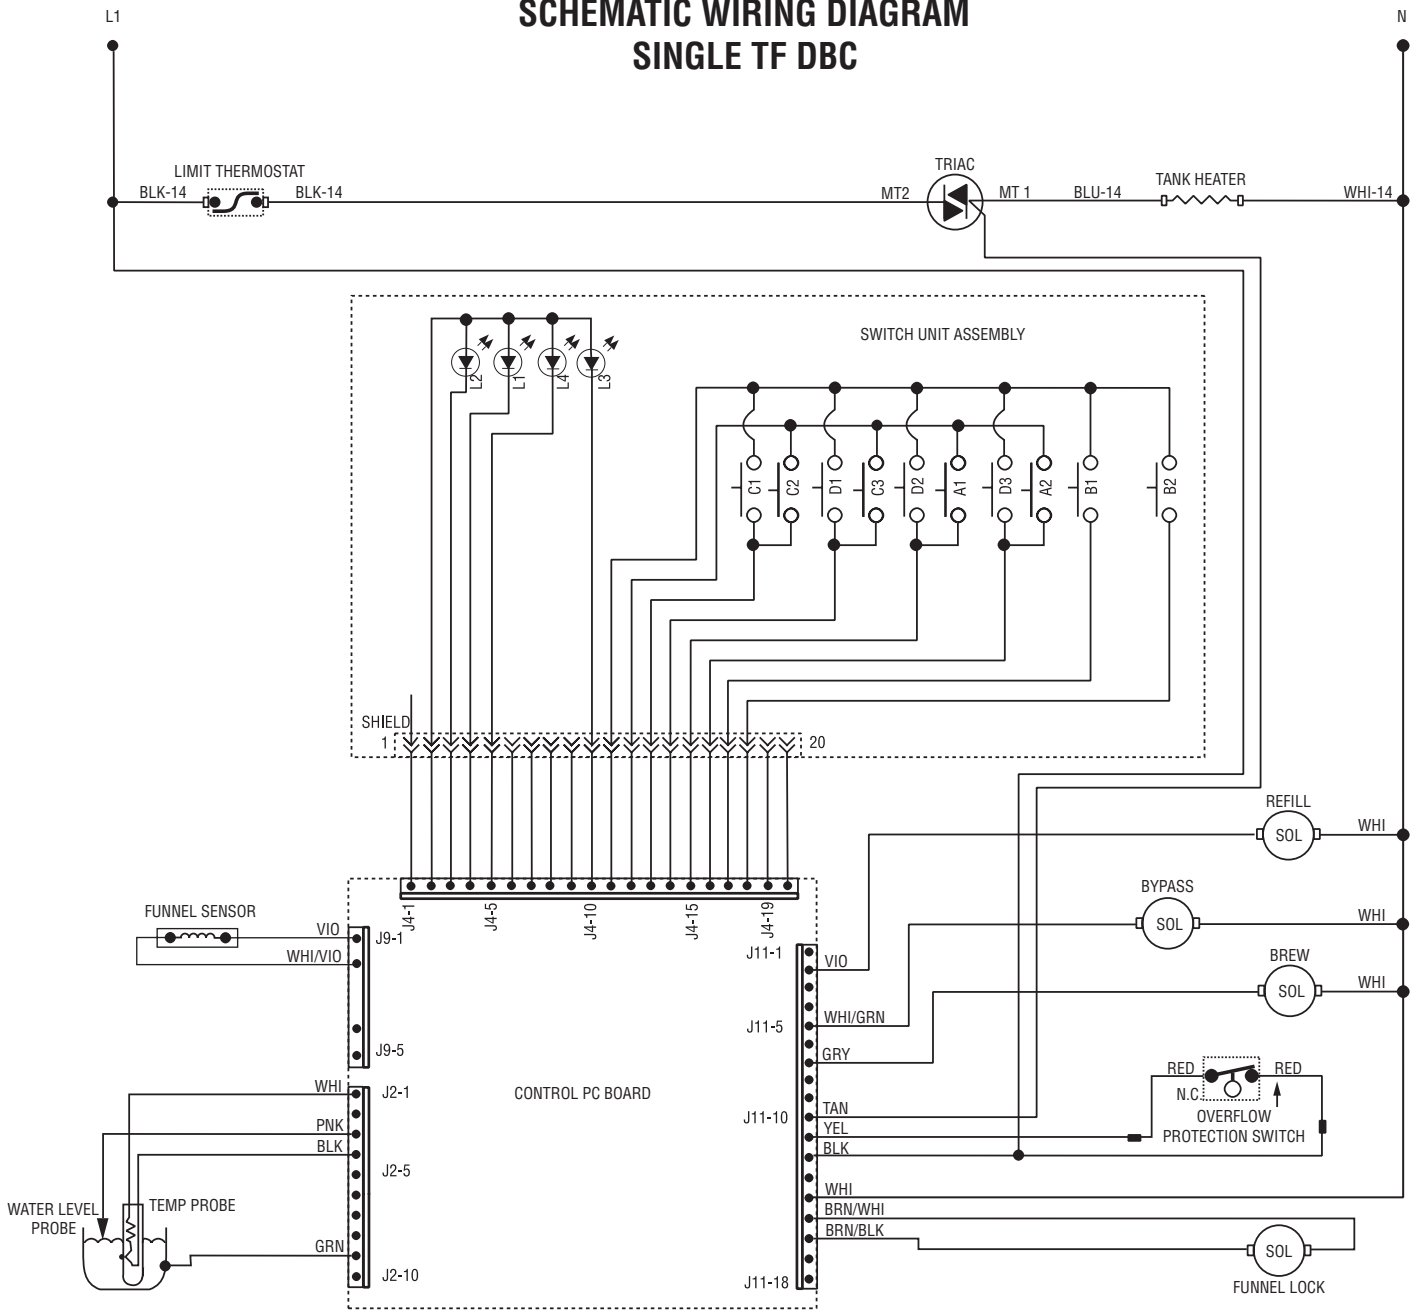 SCHEMATIC WIRING DIAGRAM
SINGLE TF DBC
L1
N
LIMIT THERMOSTAT
BLK-14
BLK-14
TRIAC
MT2
MT 1
BLU-14
TANK HEATER
WHI-14
SWITCH UNIT ASSEMBLY
L2
L1
L4
L3
C1
C2
D1
C3
D2
A1
D3
A2
B1
B2
SHIELD
1
20
REFILL
SOL
WHI
BYPASS
SOL
WHI
BREW
SOL
WHI
J4-1
J4-5
J4-10
J4-15
J4-19
FUNNEL SENSOR
VIO
WHI/VIO
J9-1
J9-5
J11-1
VIO
J11-5
WHI/GRN
GRY
CONTROL PC BOARD
WHI
J2-1
PNK
BLK
J2-5
J11-10
TAN
YEL
BLK
RED
RED
N.C.
OVERFLOW
PROTECTION SWITCH
WATER LEVEL
PROBE
TEMP PROBE
GRN
J2-10
WHI
BRN/WHI
BRN/BLK
J11-18
SOL
FUNNEL LOCK